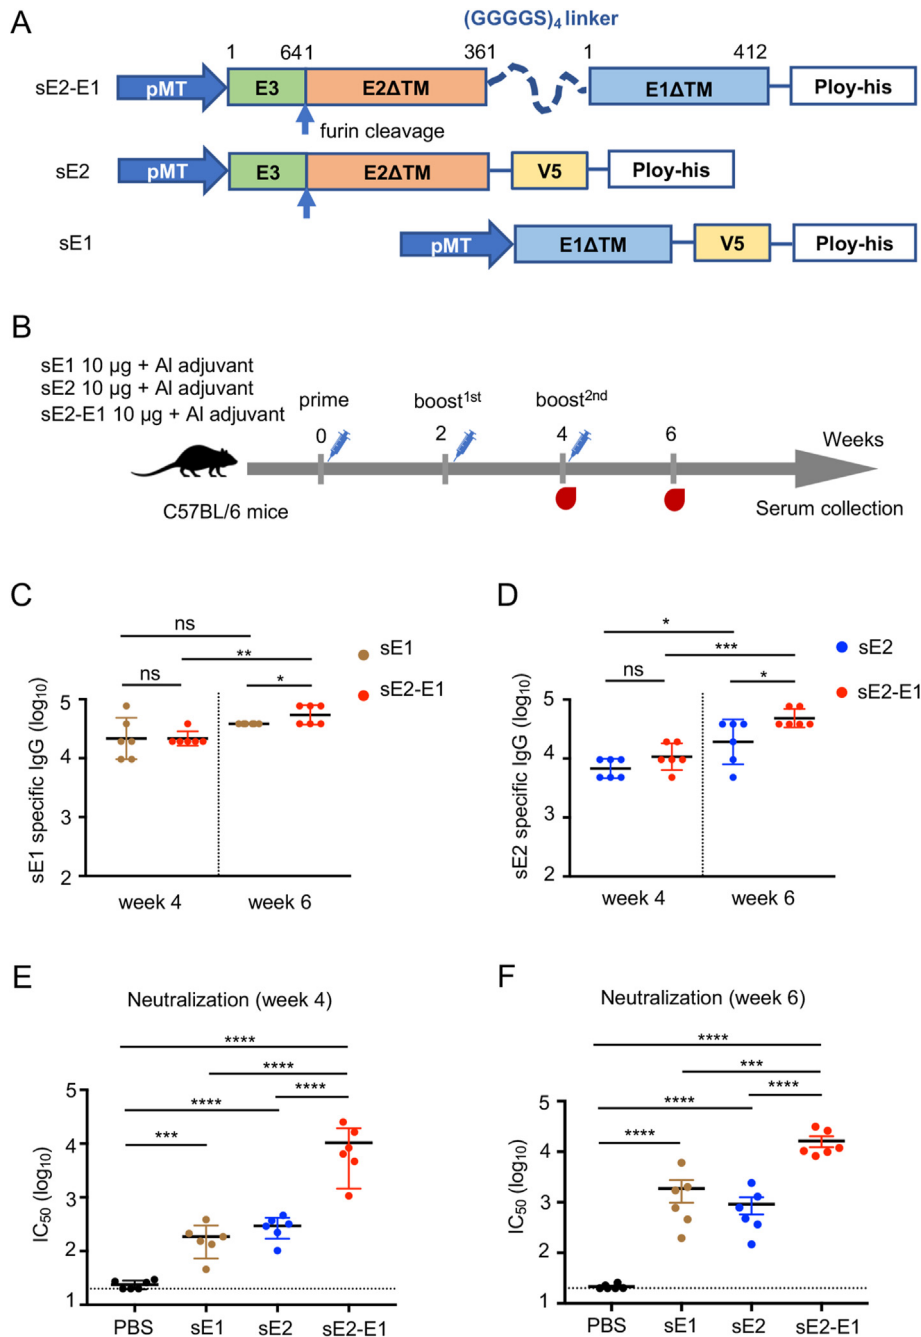 A
(GGGGS)4 linker
1 641 361 1 412
sE2-E1 pMT E3 E2ΔTM E1ΔTM Ploy-his
furin cleavage
sE2 pMT E3 E2ΔTM V5 Ploy-his
sE1 pMT E1ΔTM V5 Ploy-his
B
sE1 10 μg + Al adjuvant
sE2 10 μg + Al adjuvant
sE2-E1 10 μg + Al adjuvant
prime boost1st boost2nd
0 2 4 6 Weeks
C57BL/6 mice Serum collection
C
ns
**
ns *
sE1
sE2-E1
sE1 specific IgG (log10)
5
4
3
2
week 4 week 6
D
*
***
ns *
sE2
sE2-E1
sE2 specific IgG (log10)
5
4
3
2
week 4 week 6
E
Neutralization (week 4)
****
****
****
****
***
IC50 (log10)
5
4
3
2
1
PBS sE1 sE2 sE2-E1
F
Neutralization (week 6)
****
***
****
****
****
IC50 (log10)
5
4
3
2
1
PBS sE1 sE2 sE2-E1